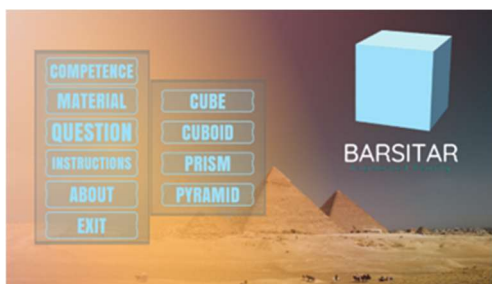 COMPETENCE
MATERIAL
QUESTION
INSTRUCTIONS
ABOUT
EXIT
CUBE
CUBOID
PRISM
PYRAMID
BARSITAR